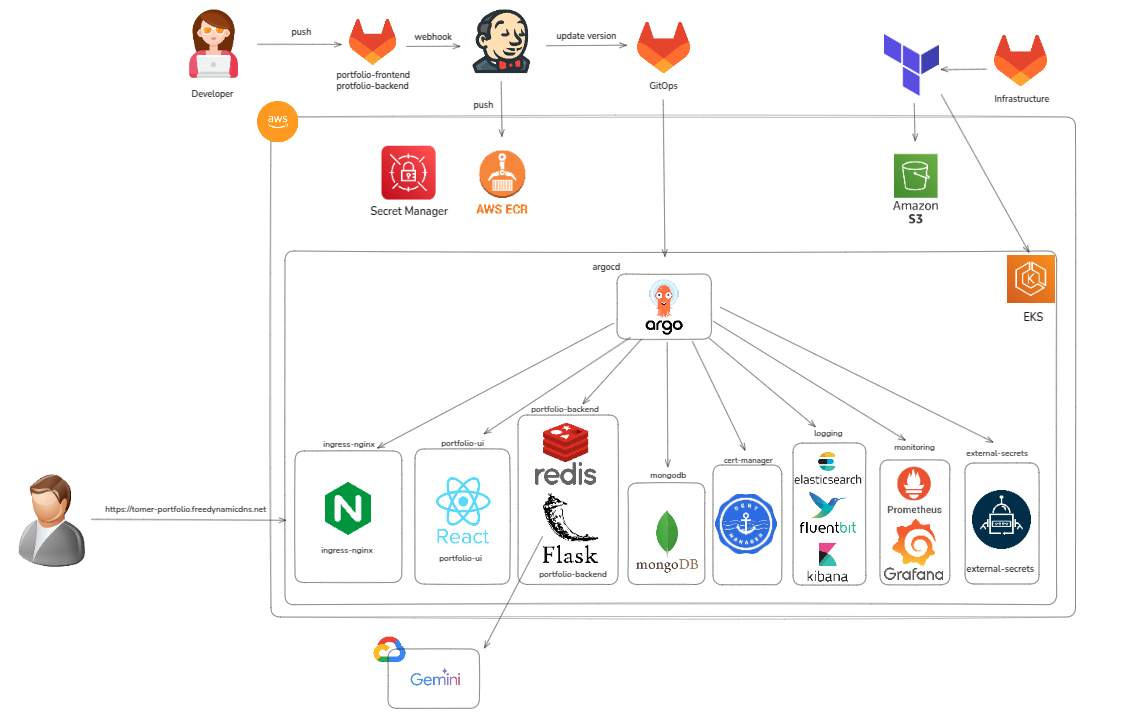 push
webhook
update version
portfolio-frontend
protfolio-backend
GitOps
Developer
Infrastructure
push
aws
Secret Manager
AWS ECR
Amazon
S3
argocd
argo
K
EKS
portfolio-backend
ingress-nginx
portfolio-ui
logging
monitoring
external-secrets
cert-manager
mongodb
redis
elasticsearch
Prometheus
N
React
fluentbit
CERT
MANAGER
https://tomer-portfolio.freedynamicdns.net
ingress-nginx
portfolio-ui
Flask
portfolio-backend
mongoDB
kibana
Grafana
external-secrets
Gemini